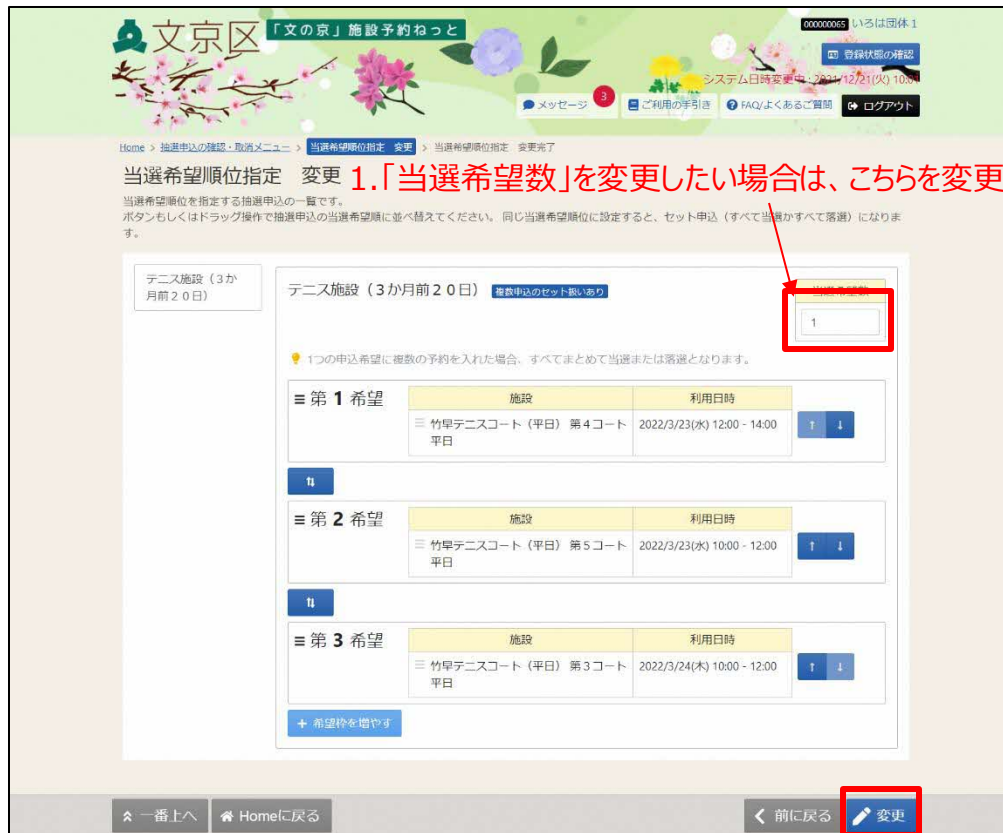 文京区
「文の京」施設予約ねっと
000000065 いろは団体1
登録状態の確認
システム日時変更中:2021/12/21(火) 10:0
メッセージ 3
ご利用の手引き
FAQ/よくあるご質問
ログアウト
Home > 抽選申込の確認・取消メニュー > 当選希望順位指定 変更 > 当選希望順位指定 変更完了
当選希望順位指定 変更
1.「当選希望数」を変更したい場合は、こちらを変更
当選希望順位を指定する抽選申込の一覧です。
ボタンもしくはドラッグ操作で抽選申込の当選希望順に並べ替えてください。 同じ当選希望順位に設定すると、セット申込(すべて当選かすべて落選)になりま
す。
テニス施設(3か
月前20日)
テニス施設(3か月前20日) 複数申込のセット扱いあり
当選希望数
1
1つの申込希望に複数の予約を入れた場合、すべてまとめて当選または落選となります。
第 1 希望
施設 利用日時
竹早テニスコート(平日) 第4コート 2022/3/23(水) 12:00 - 14:00 ↑ ↓
平日
⇅
第 2 希望
施設 利用日時
竹早テニスコート(平日) 第5コート 2022/3/23(水) 10:00 - 12:00 ↑ ↓
平日
⇅
第 3 希望
施設 利用日時
竹早テニスコート(平日) 第3コート 2022/3/24(木) 10:00 - 12:00 ↑ ↓
平日
+ 希望枠を増やす
一番上へ
Homeに戻る
前に戻る
変更